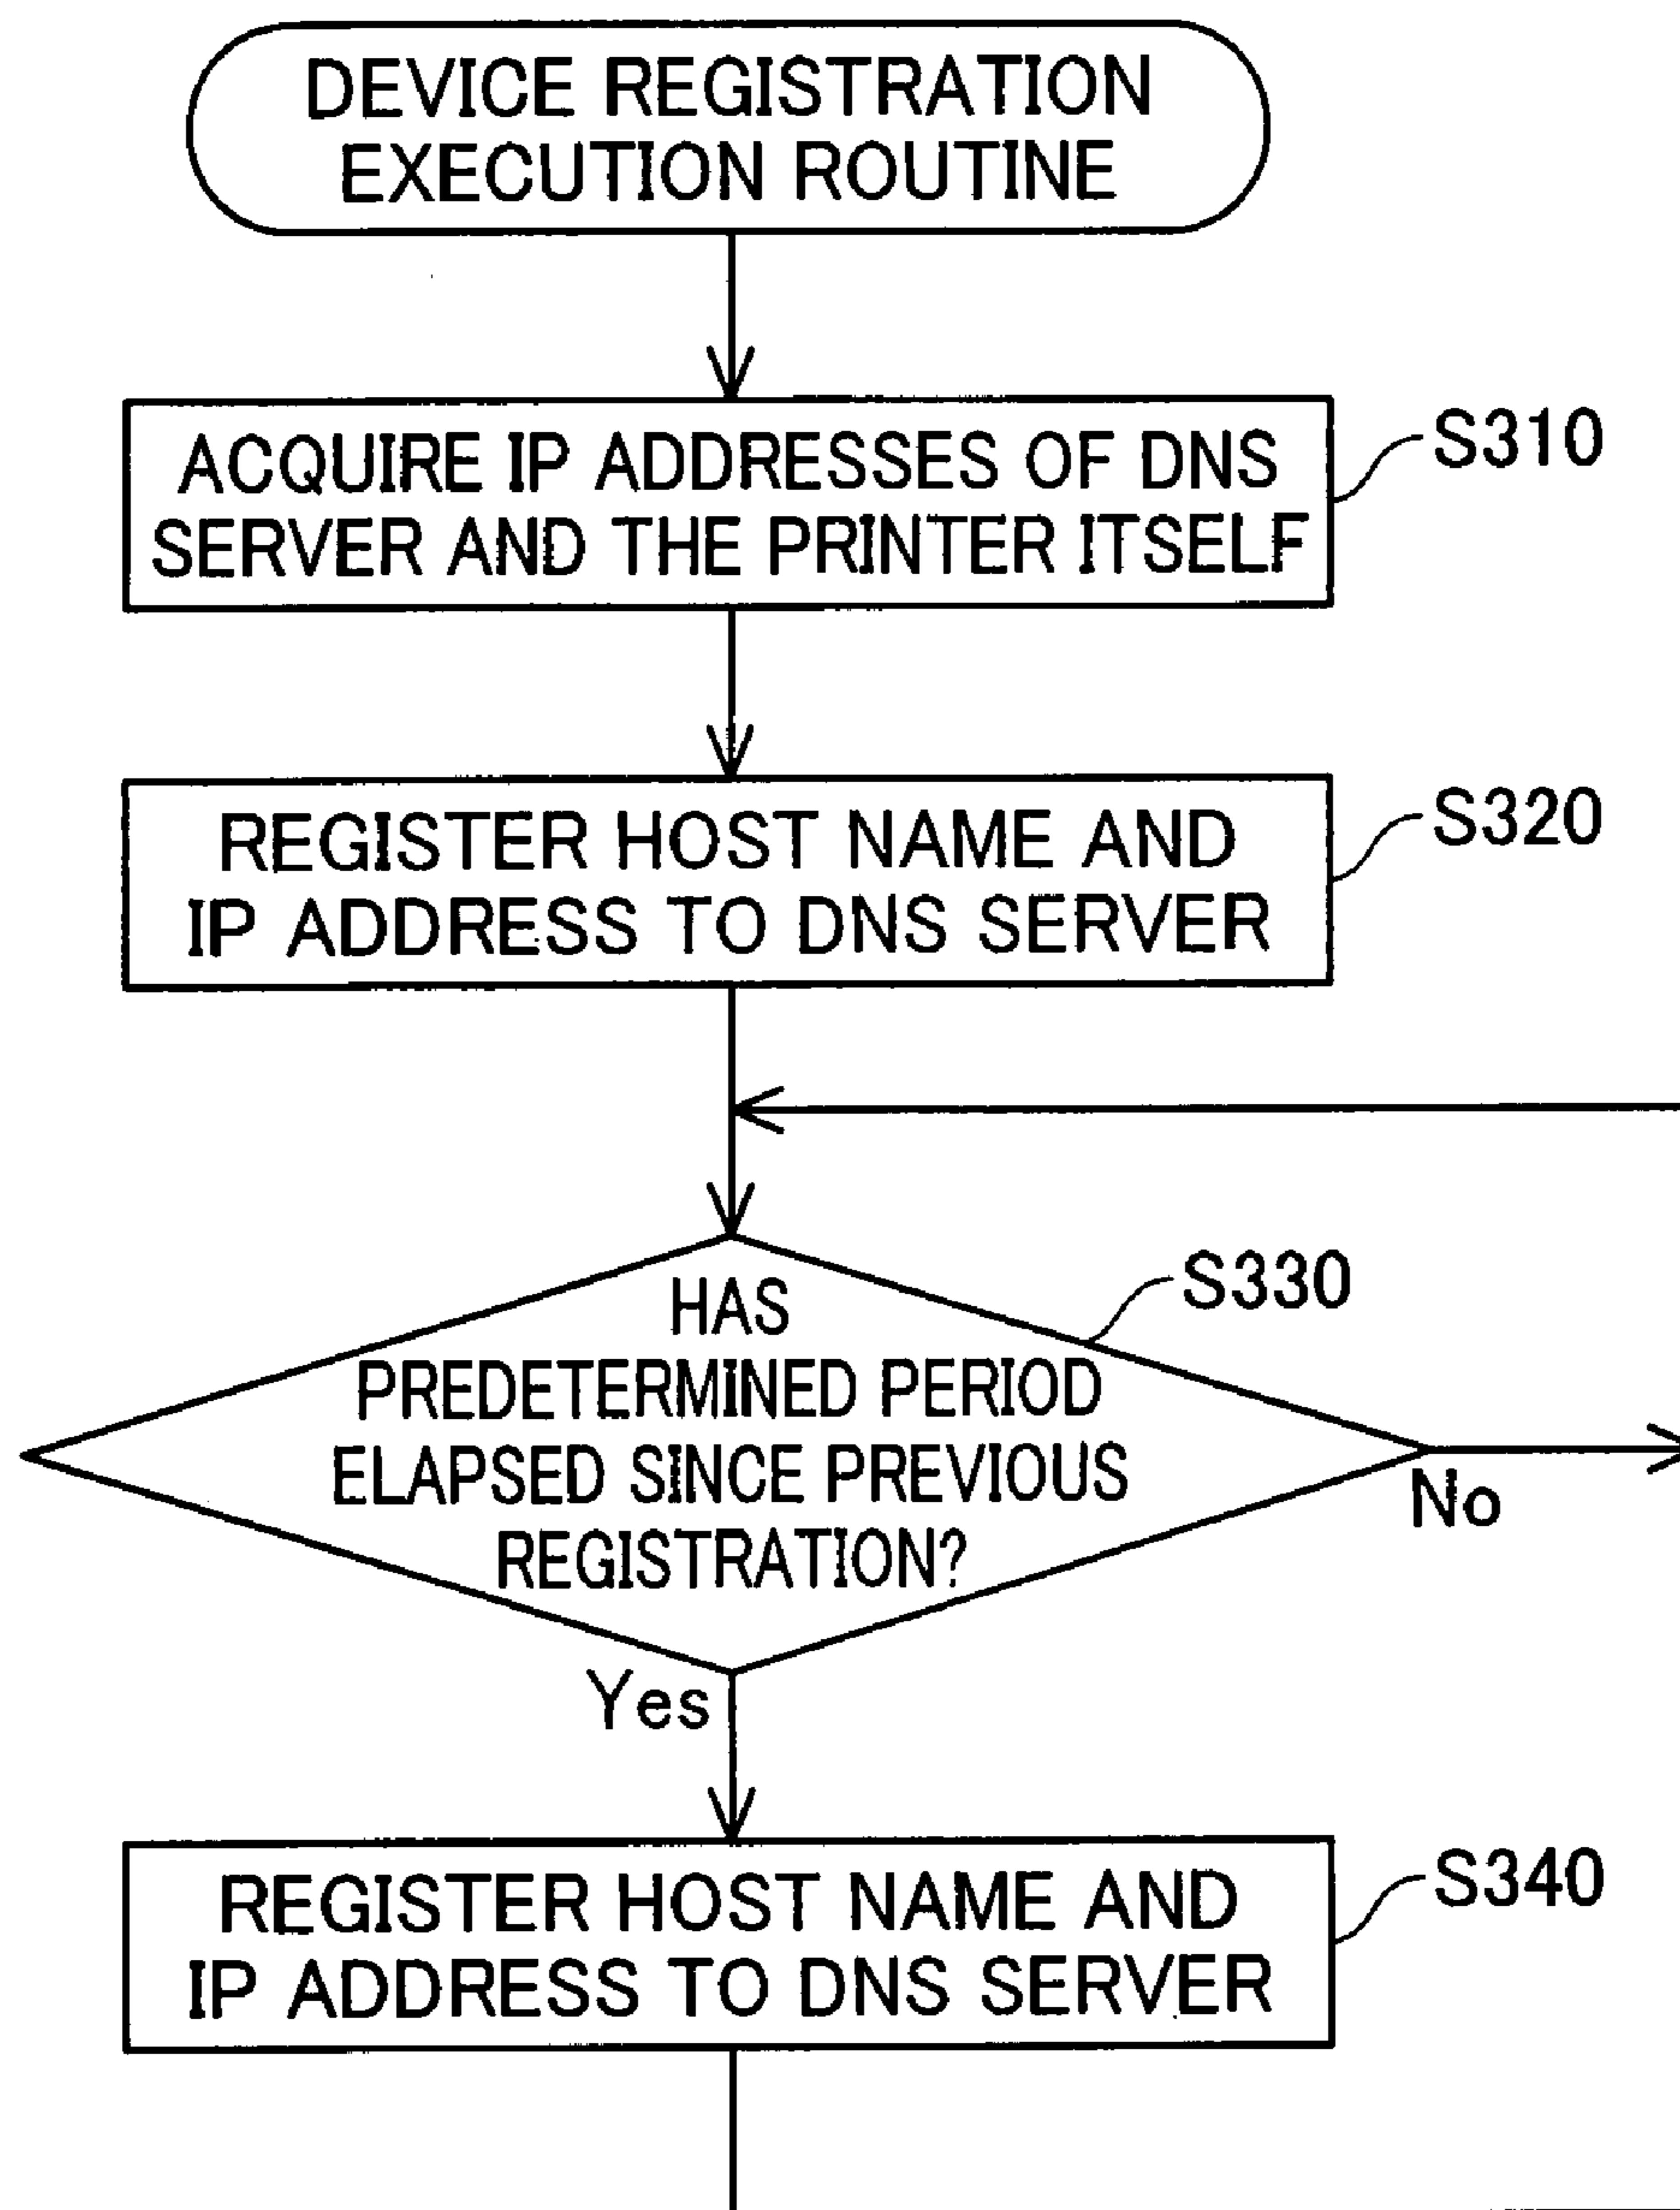 DEVICE REGISTRATION
EXECUTION ROUTINE
ACQUIRE IP ADDRESSES OF DNS
SERVER AND THE PRINTER ITSELF
S310
REGISTER HOST NAME AND
IP ADDRESS TO DNS SERVER
S320
HAS
PREDETERMINED PERIOD
ELAPSED SINCE PREVIOUS
REGISTRATION?
S330
No
Yes
REGISTER HOST NAME AND
IP ADDRESS TO DNS SERVER
S340